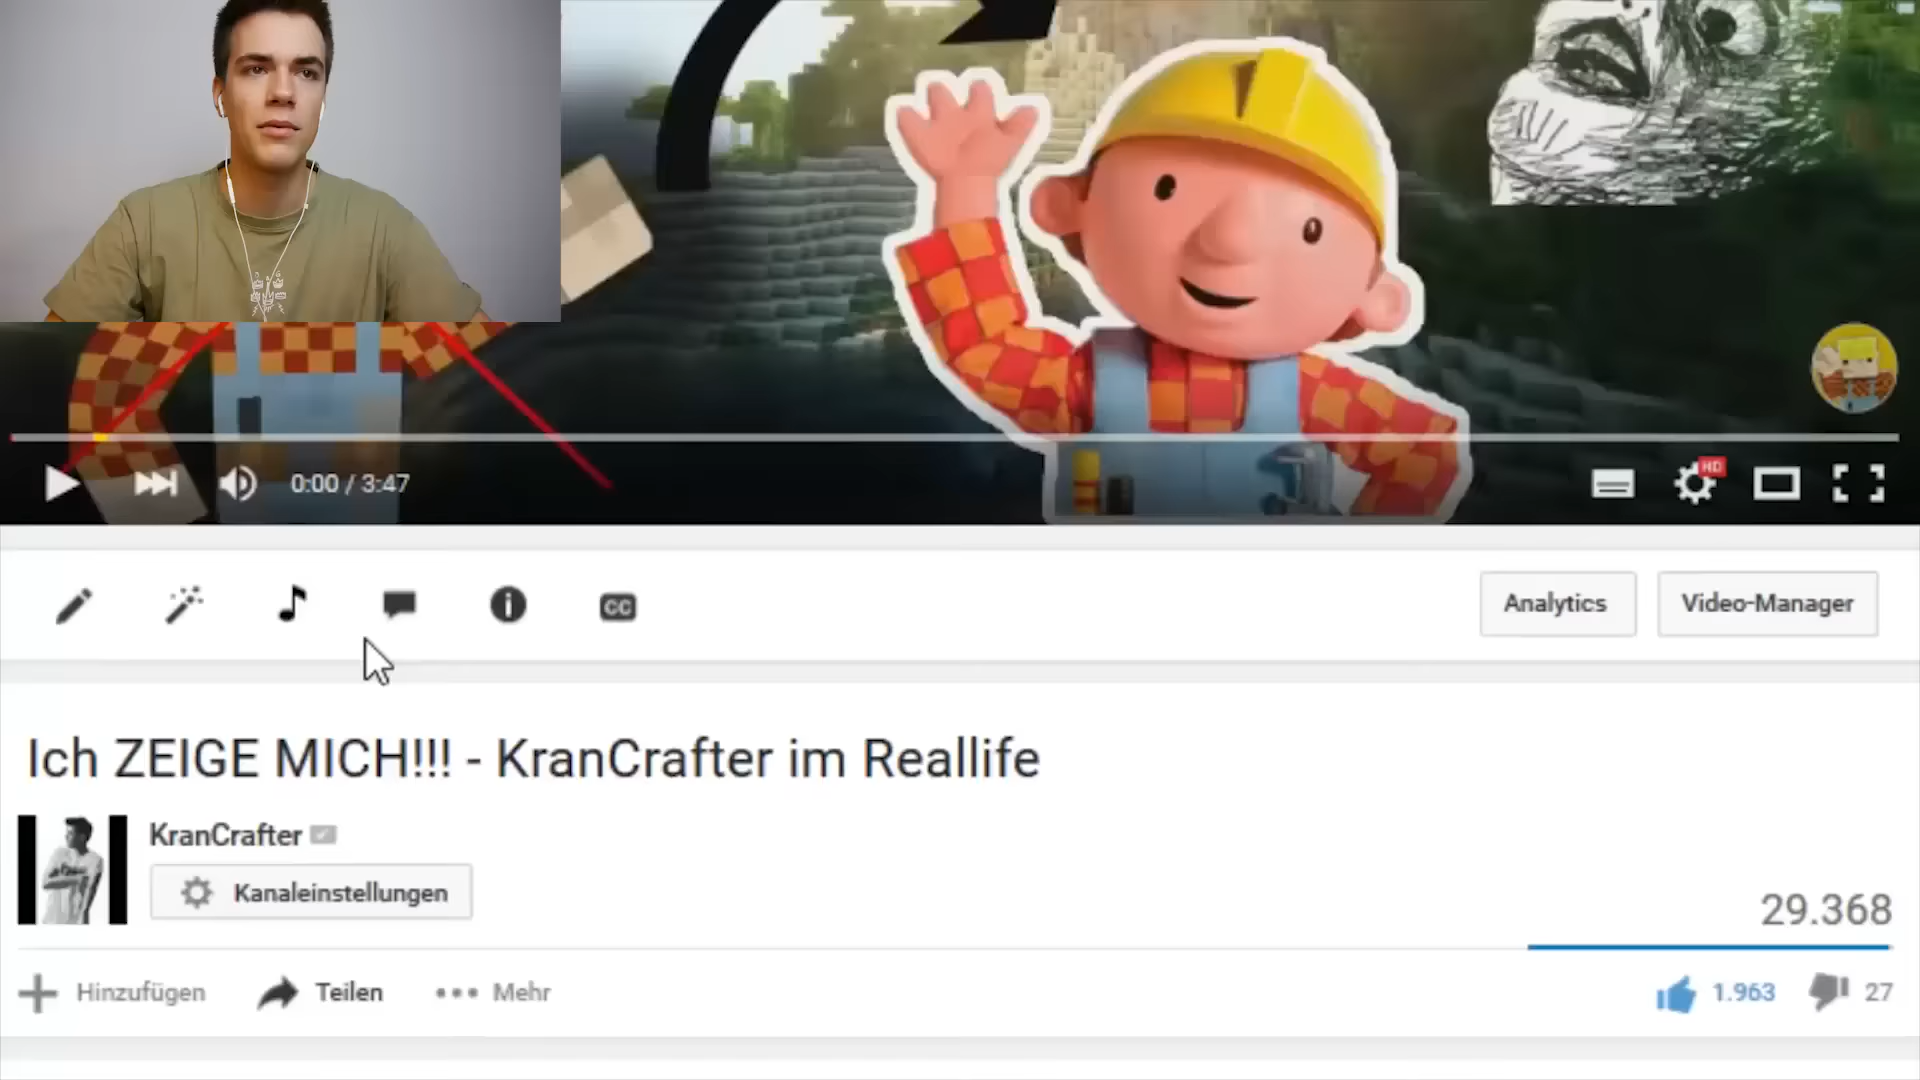 HD
0:00 / 3:47
CC
Analytics
Video-Manager
Ich ZEIGE MICH!!! - KranCrafter im Reallife
KranCrafter
Kanaleinstellungen
29.368
Hinzufügen
Teilen
Mehr
1.963
27